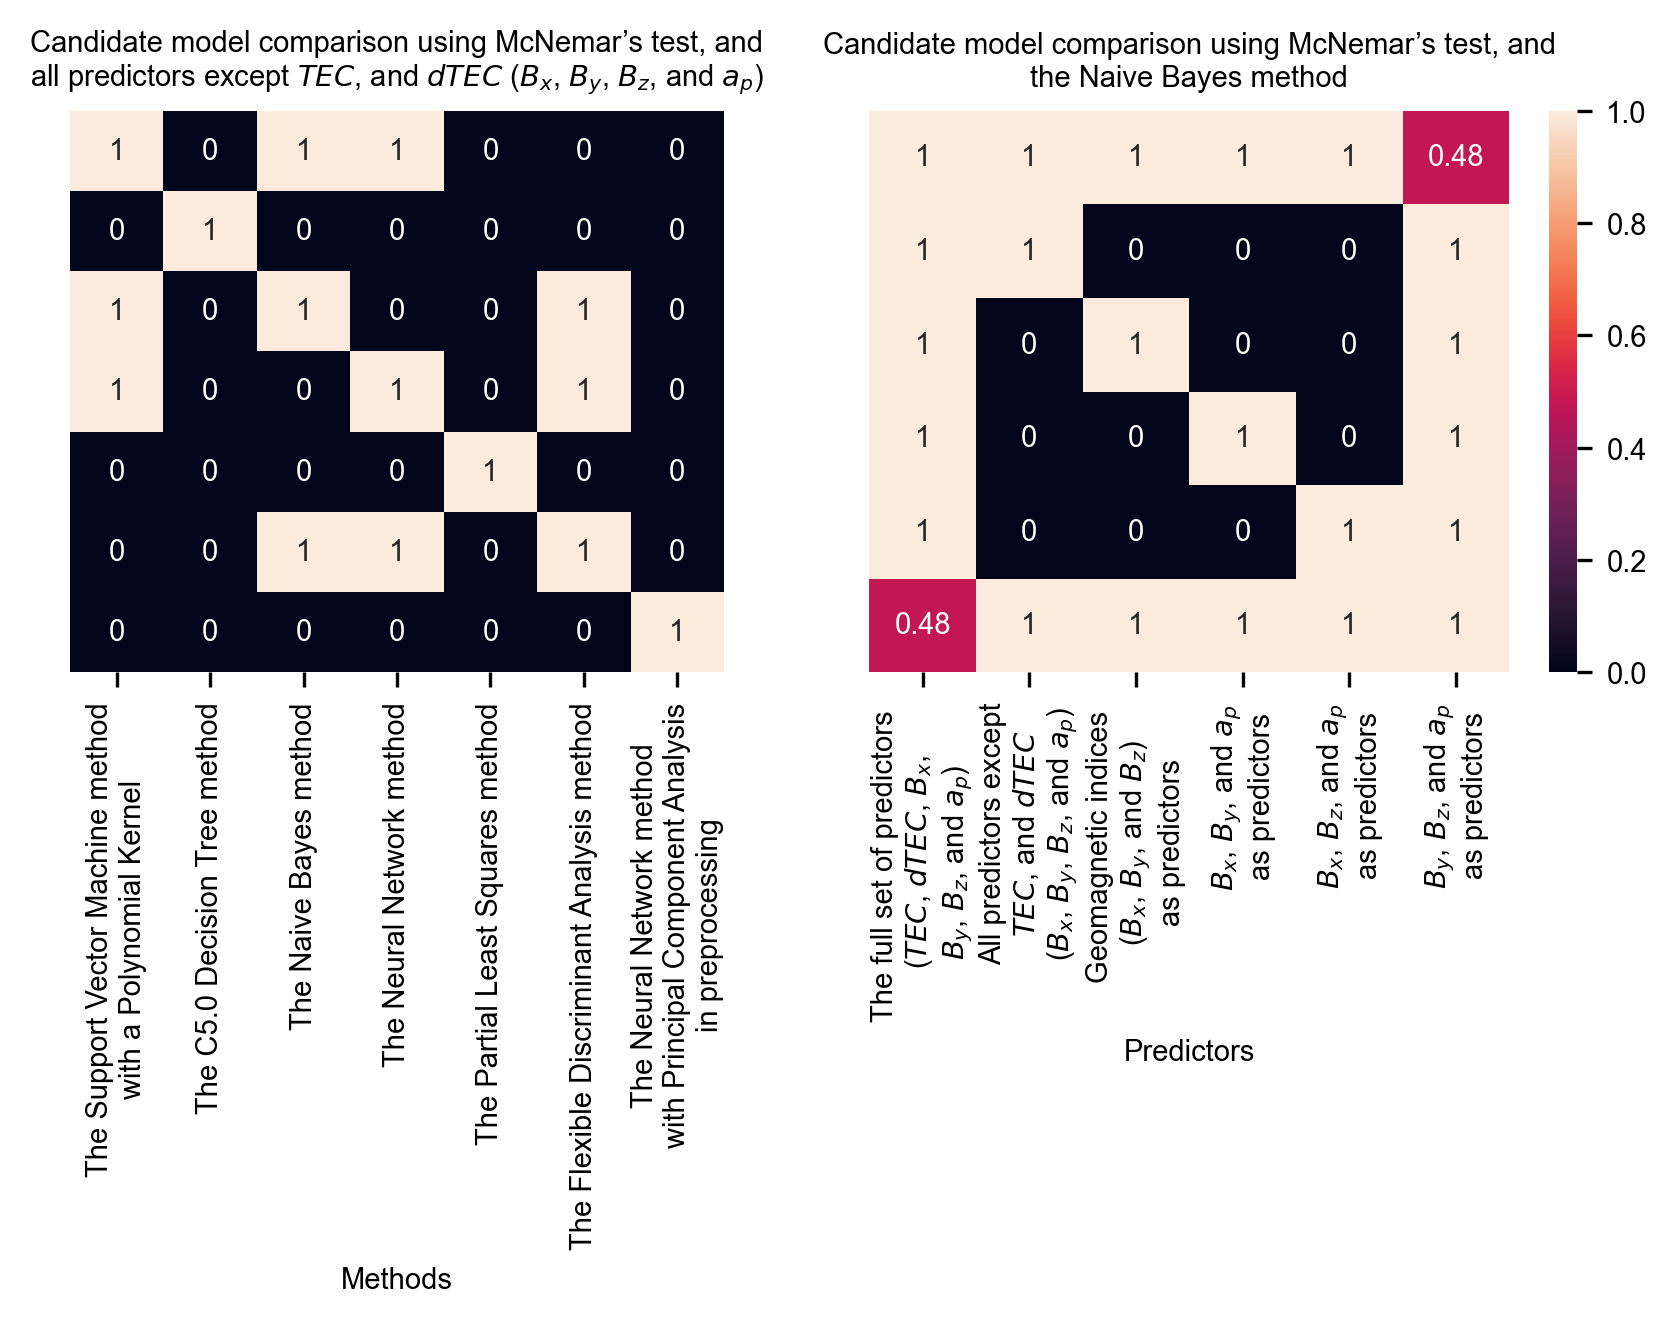 Candidate model comparison using McNemar’s test, and
all predictors except TEC, and dTEC (Bx, By, Bz, and ap)
1 0 1 1 0 0 0
0 1 0 0 0 0 0
1 0 1 0 0 1 0
1 0 0 1 0 1 0
0 0 0 0 1 0 0
0 0 1 1 0 1 0
0 0 0 0 0 0 1
The Support Vector Machine method
with a Polynomial Kernel
The C5.0 Decision Tree method
The Naive Bayes method
The Neural Network method
The Partial Least Squares method
The Flexible Discriminant Analysis method
The Neural Network method
with Principal Component Analysis
in preprocessing
Methods
Candidate model comparison using McNemar’s test, and
the Naive Bayes method
1 1 1 1 1 0.48
1 1 0 0 0 1
1 0 1 0 0 1
1 0 0 1 0 1
1 0 0 0 1 1
0.48 1 1 1 1 1
The full set of predictors
(TEC, dTEC, Bx,
By, Bz, and ap)
All predictors except
TEC, and dTEC
(Bx, By, Bz, and ap)
Geomagnetic indices
(Bx, By, and Bz)
as predictors
Bx, By, and ap
as predictors
Bx, Bz, and ap
as predictors
By, Bz, and ap
as predictors
Predictors
1.0
0.8
0.6
0.4
0.2
0.0